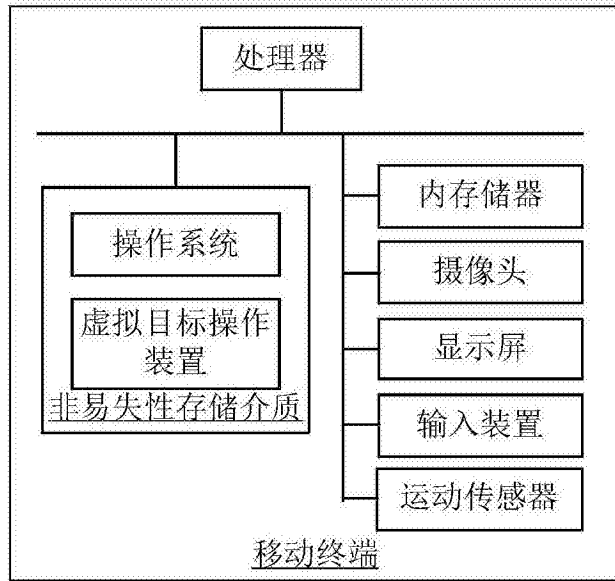 处理器
操作系统
虚拟目标操作
装置
非易失性存储介质
内存储器
摄像头
显示屏
输入装置
运动传感器
移动终端